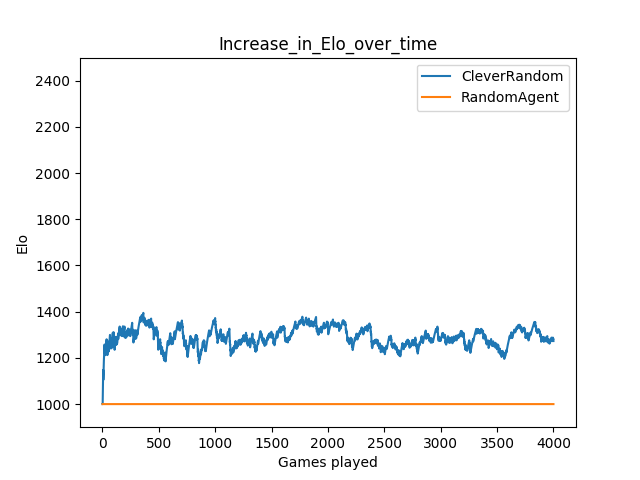 Increase_in_Elo_over_time
CleverRandom
RandomAgent
2400
2200
2000
1800
1600
1400
1200
1000
Elo
0 500 1000 1500 2000 2500 3000 3500 4000
Games played